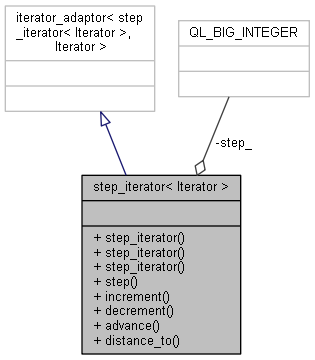 iterator_adaptor< step
_iterator< Iterator >,
Iterator >
QL_BIG_INTEGER
-step_
step_iterator< Iterator >
+ step_iterator()
+ step_iterator()
+ step_iterator()
+ step()
+ increment()
+ decrement()
+ advance()
+ distance_to()